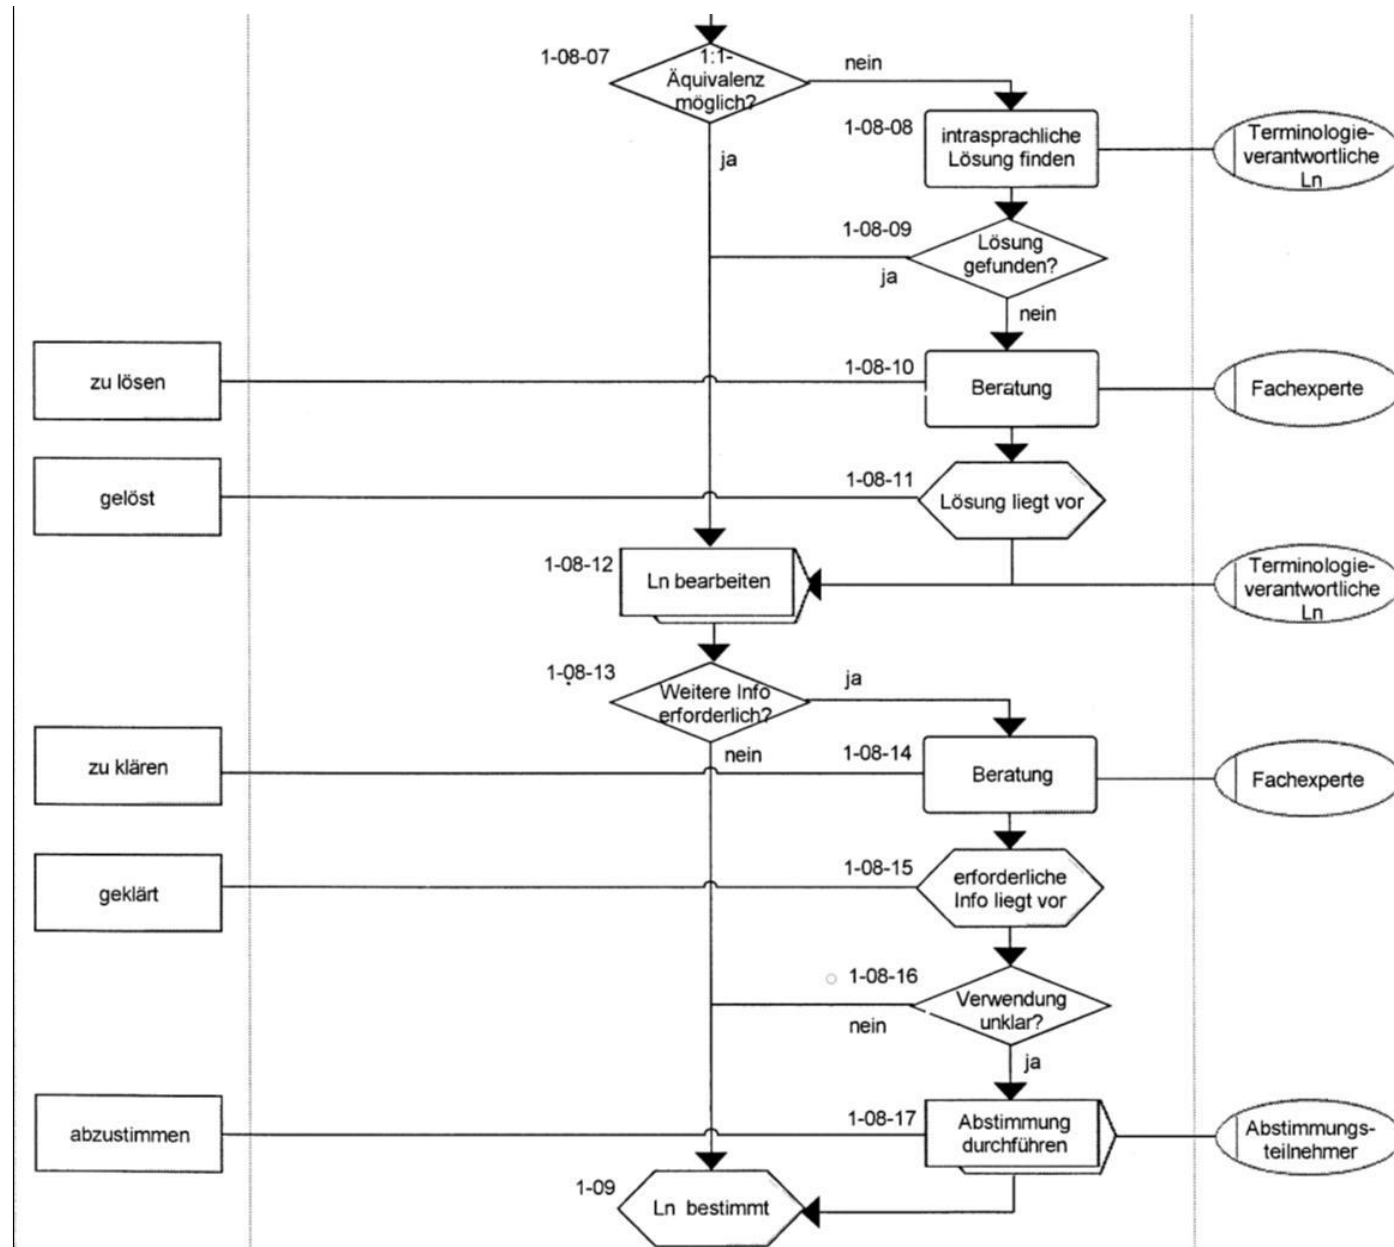 1-08-07
1:1-
Äquivalenz
möglich?
nein
ja
1-08-08
intrasprachliche
Lösung finden
Terminologie-
verantwortliche
Ln
1-08-09
Lösung
gefunden?
ja
nein
zu lösen
1-08-10
Beratung
Fachexperte
gelöst
1-08-11
Lösung liegt vor
1-08-12
Ln bearbeiten
Terminologie-
verantwortliche
Ln
1-08-13
Weitere Info
erforderlich?
ja
nein
zu klären
1-08-14
Beratung
Fachexperte
geklärt
1-08-15
erforderliche
Info liegt vor
1-08-16
Verwendung
unklar?
nein
ja
abzustimmen
1-08-17
Abstimmung
durchführen
Abstimmungs-
teilnehmer
1-09
Ln bestimmt